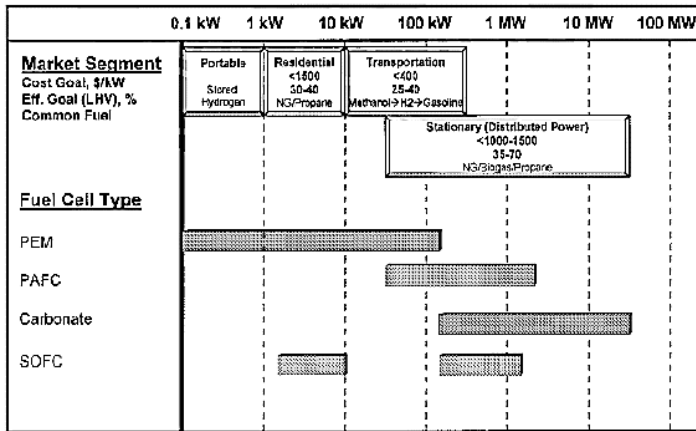 0.1 kW 1 kW 10 kW 100 kW 1 MW 10 MW 100 MW
Market Segment
Cost Goal, $/kW
Eff. Goal (LHV), %
Common Fuel
Portable
Stored
Hydrogen
Residential
<1500
30-40
NG/Propane
Transportation
<400
25-40
Methanol→H2→Gasoline
Stationary (Distributed Power)
<1000-1500
35-70
NG/Biogas/Propane
Fuel Cell Type
PEM
PAFC
Carbonate
SOFC